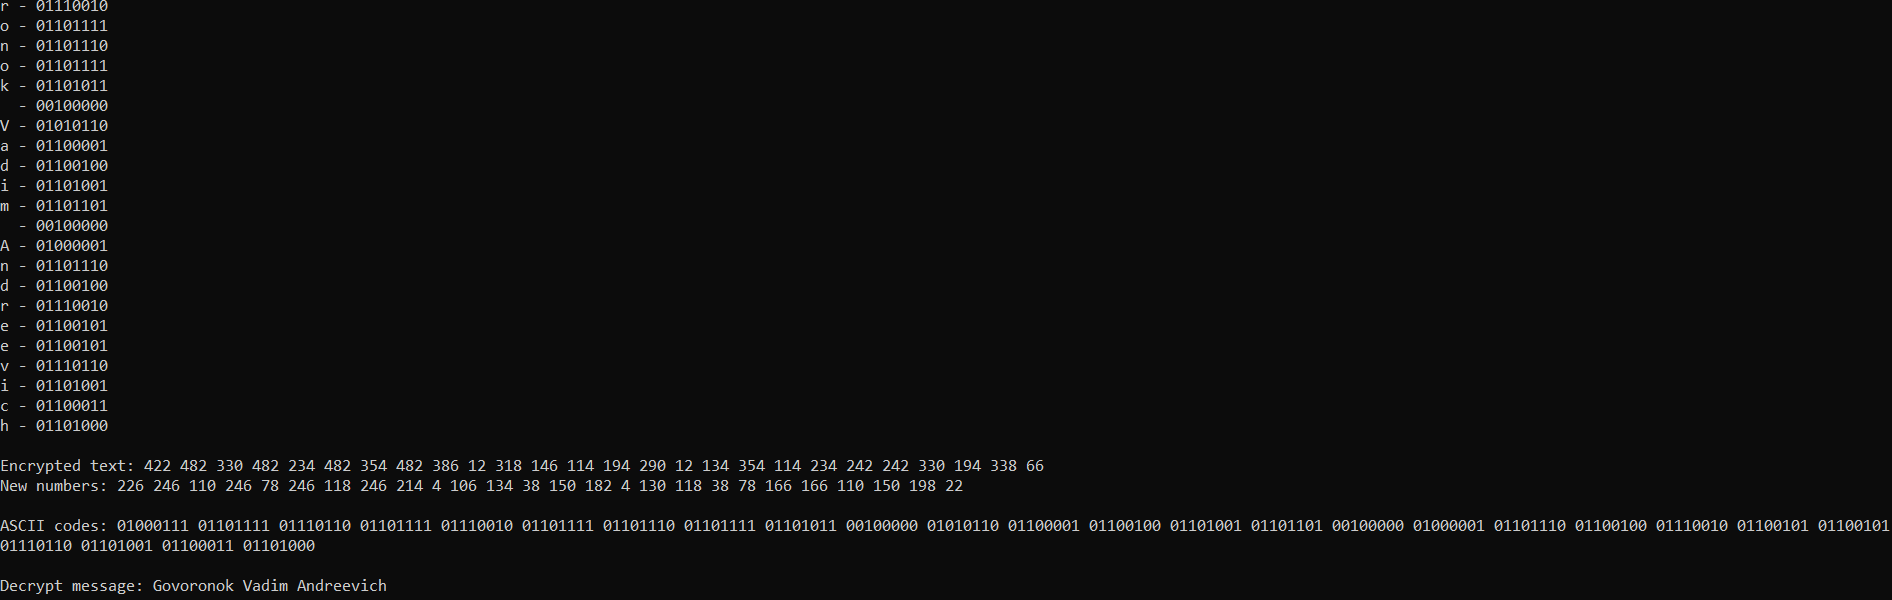 r - 01110010
o - 01101111
n - 01101110
o - 01101111
k - 01101011
  - 00100000
V - 01010110
a - 01100001
d - 01100100
i - 01101001
m - 01101101
  - 00100000
A - 01000001
n - 01101110
d - 01100100
r - 01110010
e - 01100101
e - 01100101
v - 01110110
i - 01101001
c - 01100011
h - 01101000
Encrypted text: 422 482 330 482 234 482 354 482 386 12 318 146 114 194 290 12 134 354 114 234 242 242 330 194 338 66
New numbers: 226 246 110 246 78 246 118 246 214 4 106 134 38 150 182 4 130 118 38 78 166 166 110 150 198 22
ASCII codes: 01000111 01101111 01110110 01101111 01110010 01101111 01101110 01101111 01101011 00100000 01010110 01100001 01100100 01101001 01101101 00100000 01000001 01101110 01100100 01110010 01100101 01100101
01110110 01101001 01100011 01101000
Decrypt message: Govoronok Vadim Andreevich